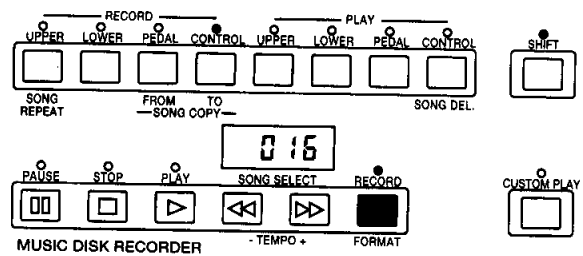 RECORD PLAY
UPPER LOWER PEDAL CONTROL UPPER LOWER PEDAL CONTROL SHIFT
SONG REPEAT FROM TO SONG DEL.
SONG COPY
016
PAUSE STOP PLAY SONG SELECT RECORD CUSTOM PLAY
- TEMPO + FORMAT
MUSIC DISK RECORDER